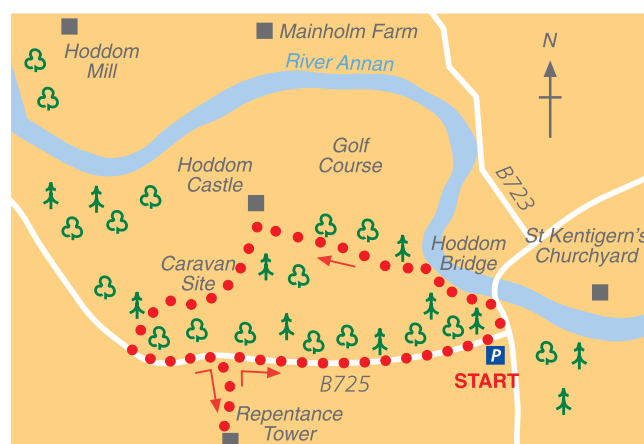 Mainholm Farm
Hoddom
Mill
River Annan
N
Golf
Course
Hoddom
Castle
B723
St Kentigern's
Churchyard
Hoddom
Bridge
Caravan
Site
P
START
B725
Repentance
Tower